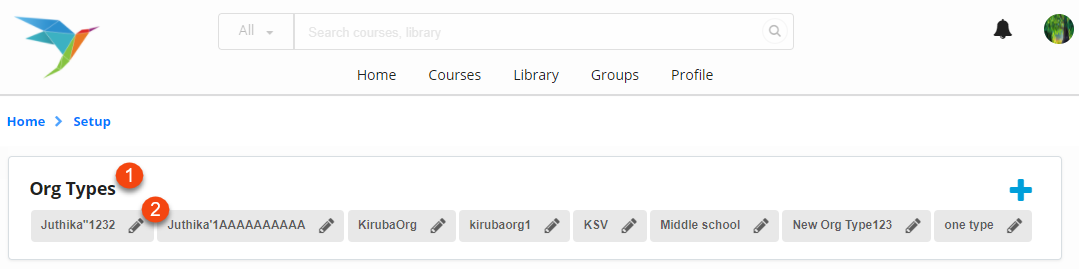 All
Search courses, library
Home Courses Library Groups Profile
Home Setup
Org Types 1
2
Juthika"1232 Juthika'1AAAAAAAAAA KirubaOrg kirubaorg1 KSV Middle school New Org Type123 one type